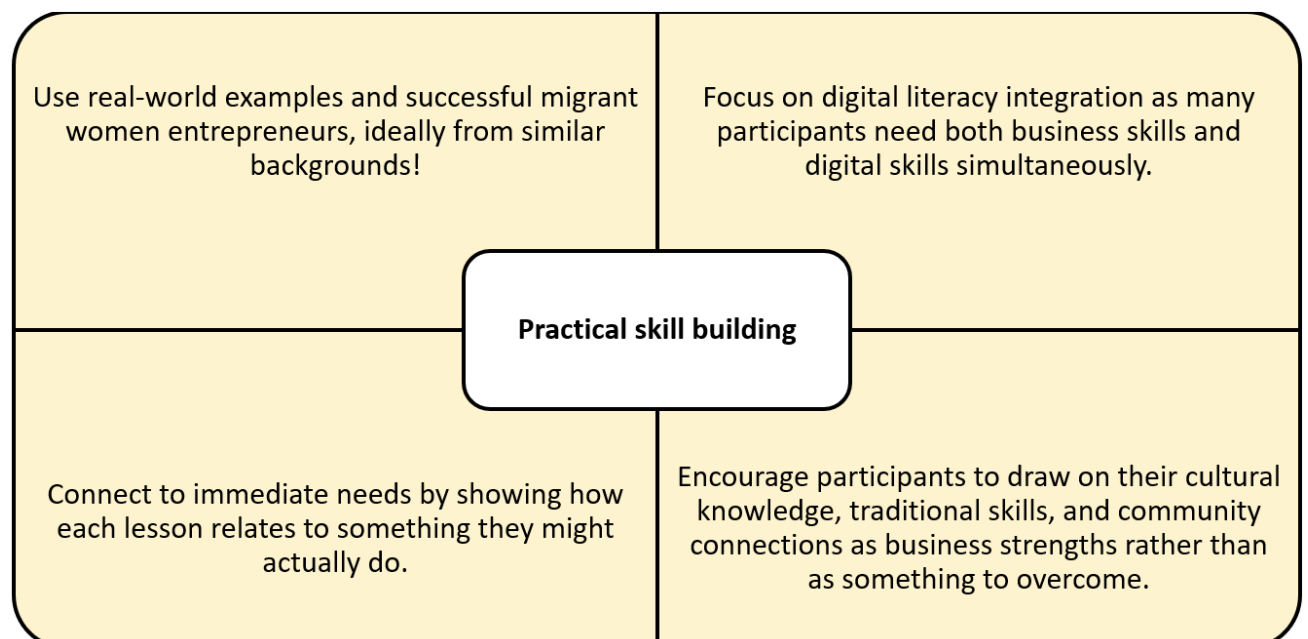 Use real-world examples and successful migrant
women entrepreneurs, ideally from similar
backgrounds!
Focus on digital literacy integration as many
participants need both business skills and
digital skills simultaneously.
Practical skill building
Connect to immediate needs by showing how
each lesson relates to something they might
actually do.
Encourage participants to draw on their cultural
knowledge, traditional skills, and community
connections as business strengths rather than
as something to overcome.